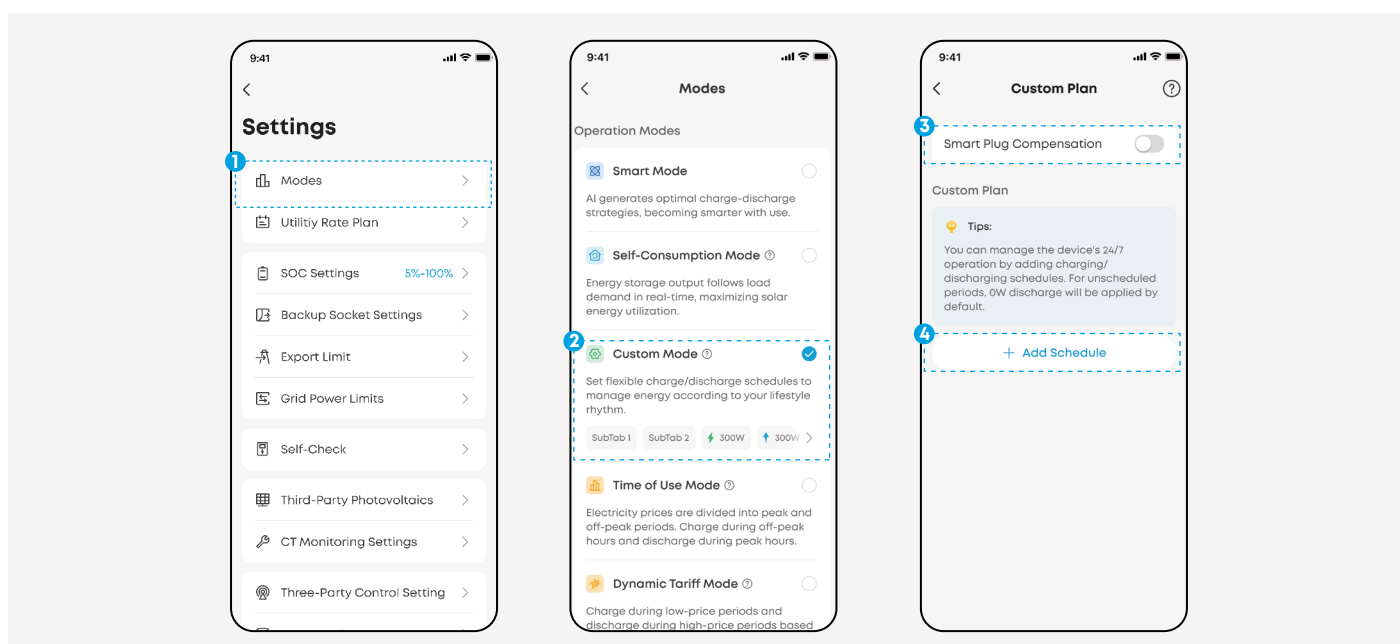 9:41
Settings
1
Modes
Utilitiy Rate Plan
SOC Settings 5%-100%
Backup Socket Settings
Export Limit
Grid Power Limits
Self-Check
Third-Party Photovoltaics
CT Monitoring Settings
Three-Party Control Setting
9:41
Modes
Operation Modes
Smart Mode
AI generates optimal charge-discharge
strategies, becoming smarter with use.
Self-Consumption Mode ?
Energy storage output follows load
demand in real-time, maximizing solar
energy utilization.
2
Custom Mode ?
Set flexible charge/discharge schedules to
manage energy according to your lifestyle
rhythm.
SubTab 1 SubTab 2 300W 300W
Time of Use Mode ?
Electricity prices are divided into peak and
off-peak periods. Charge during off-peak
hours and discharge during peak hours.
Dynamic Tariff Mode ?
Charge during low-price periods and
discharge during high-price periods based
9:41
Custom Plan ?
3
Smart Plug Compensation
Custom Plan
Tips:
You can manage the device's 24/7
operation by adding charging/
discharging schedules. For unscheduled
periods, 0W discharge will be applied by
default.
4
+ Add Schedule